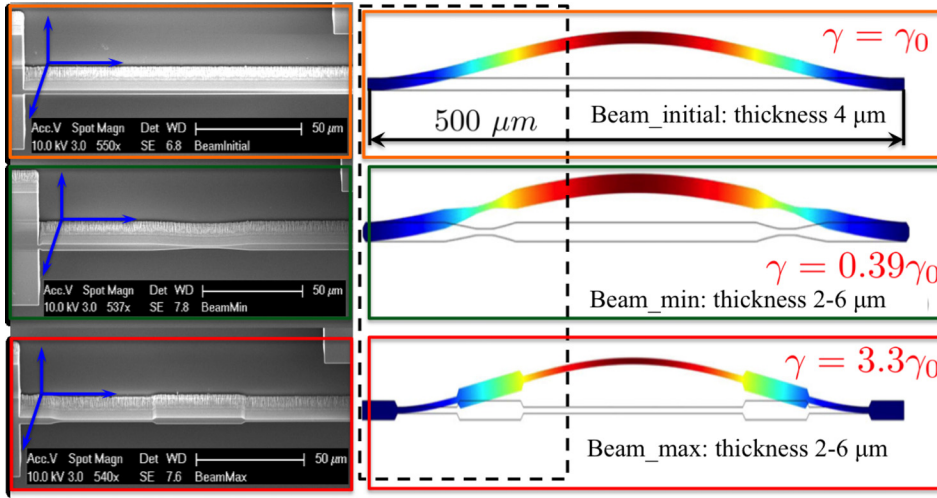 Acc.V Spot Magn Det WD 50 μm
10.0 kV 3.0 550x SE 6.8 BeamInitial
γ = γ₀
500 μm
Beam_initial: thickness 4 μm
Acc.V Spot Magn Det WD 50 μm
10.0 kV 3.0 537x SE 7.8 BeamMin
γ = 0.39γ₀
Beam_min: thickness 2-6 μm
Acc.V Spot Magn Det WD 50 μm
10.0 kV 3.0 540x SE 7.6 BeamMax
γ = 3.3γ₀
Beam_max: thickness 2-6 μm